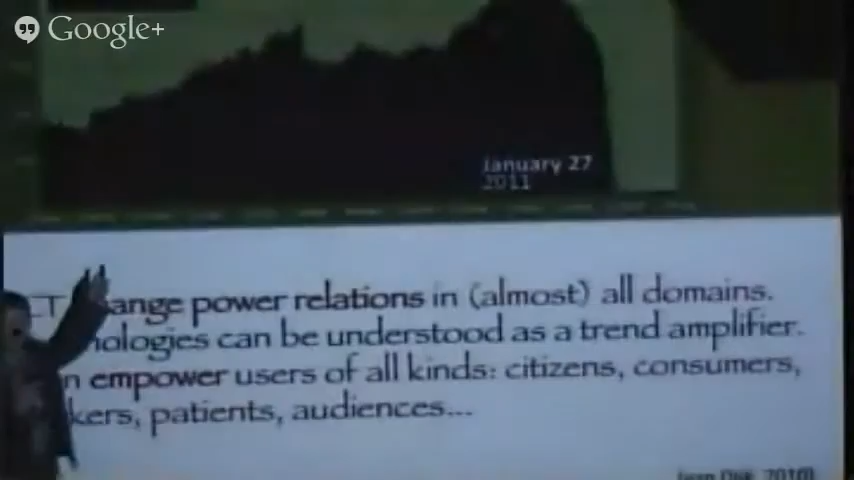 Google+
January 27
2011
ange power relations in (almost) all domains.
nologies can be understood as a trend amplifier.
n empower users of all kinds: citizens, consumers,
kers, patients, audiences...
2010)